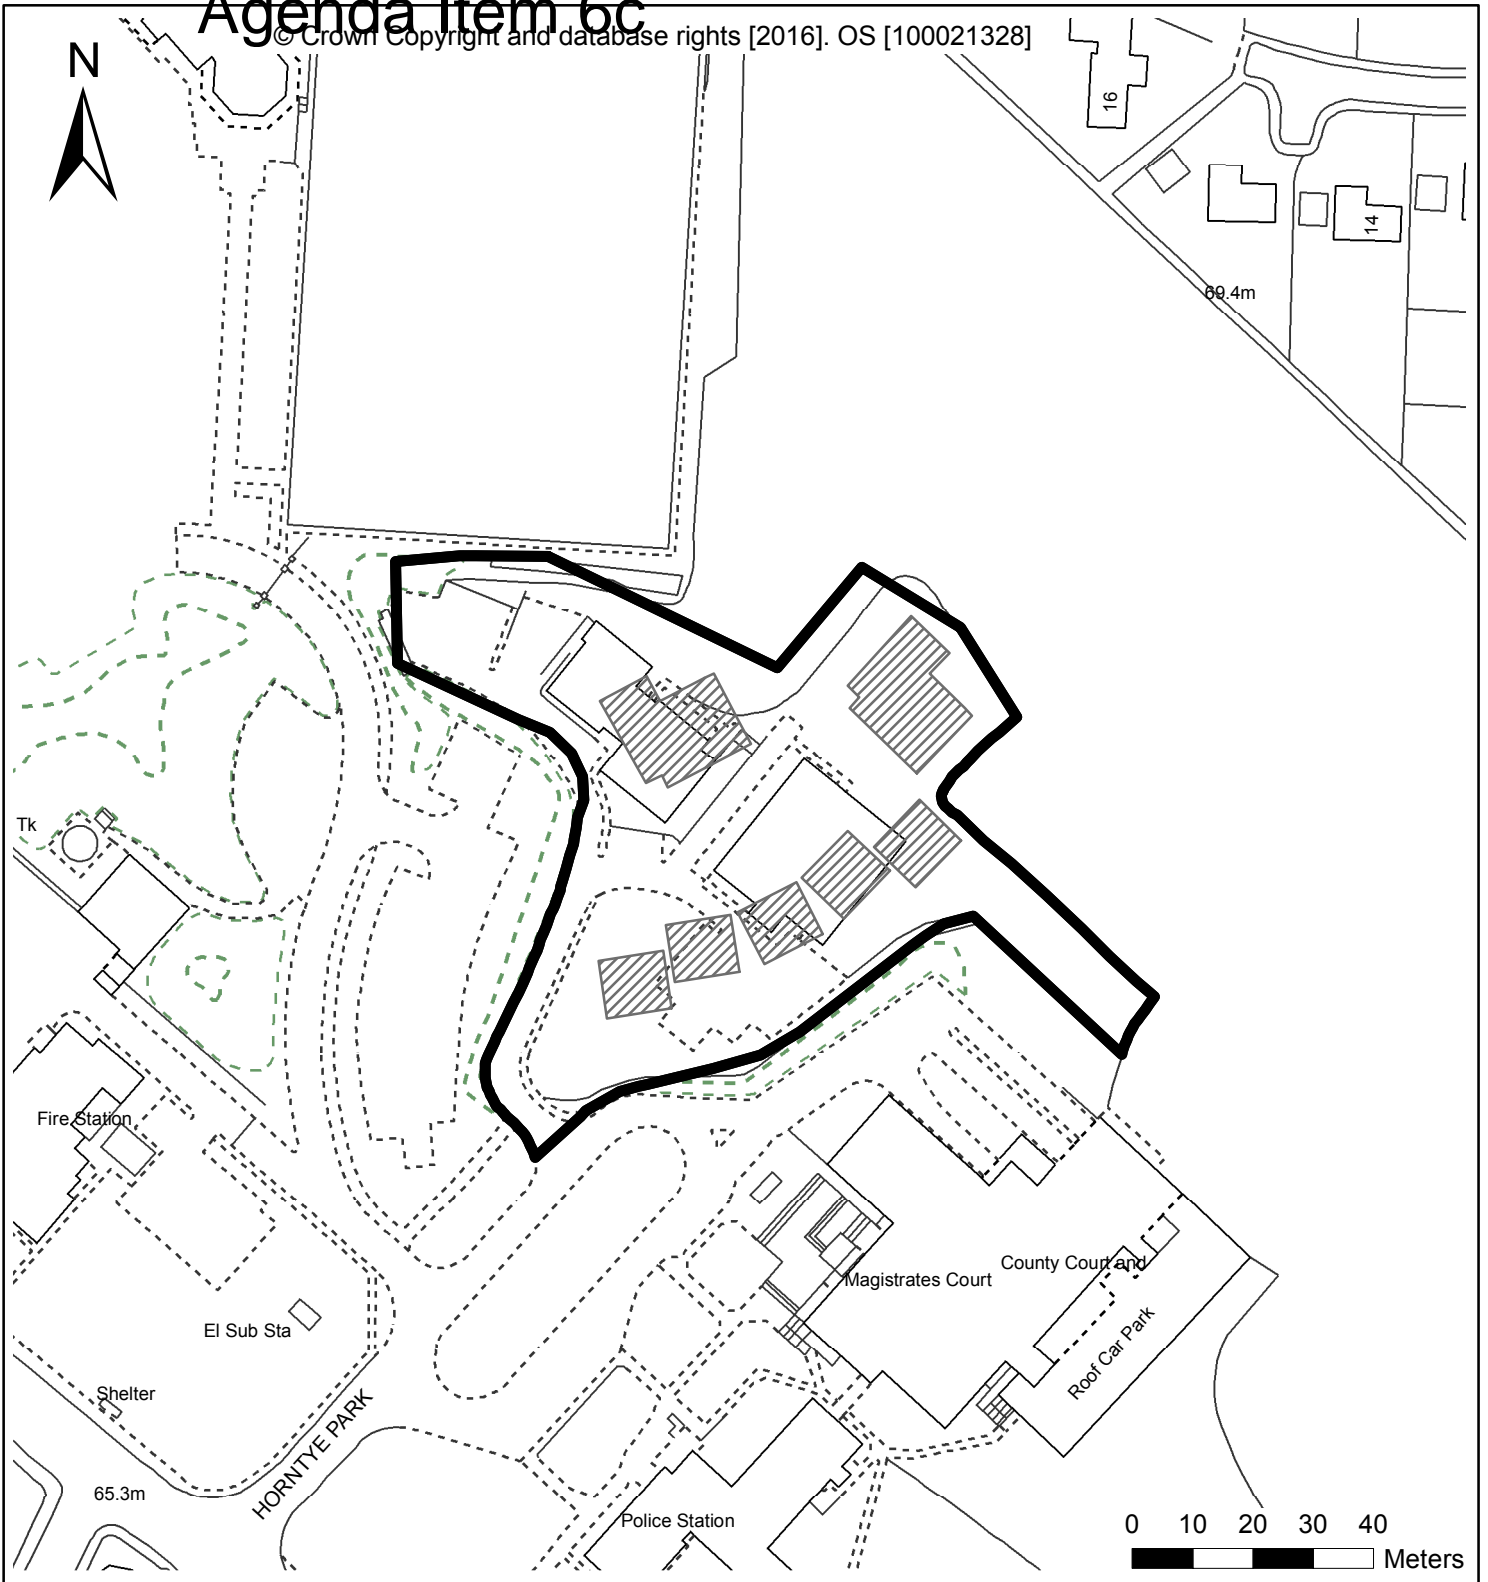 Agenda Item 6c
© Crown Copyright and database rights [2016]. OS [100021328]
N
16
14
69.4m
Tk
Fire Station
El Sub Sta
Shelter
HORNTYE PARK
65.3m
Magistrates Court
County Court and
Roof Car Park
Police Station
0 10 20 30 40
Meters